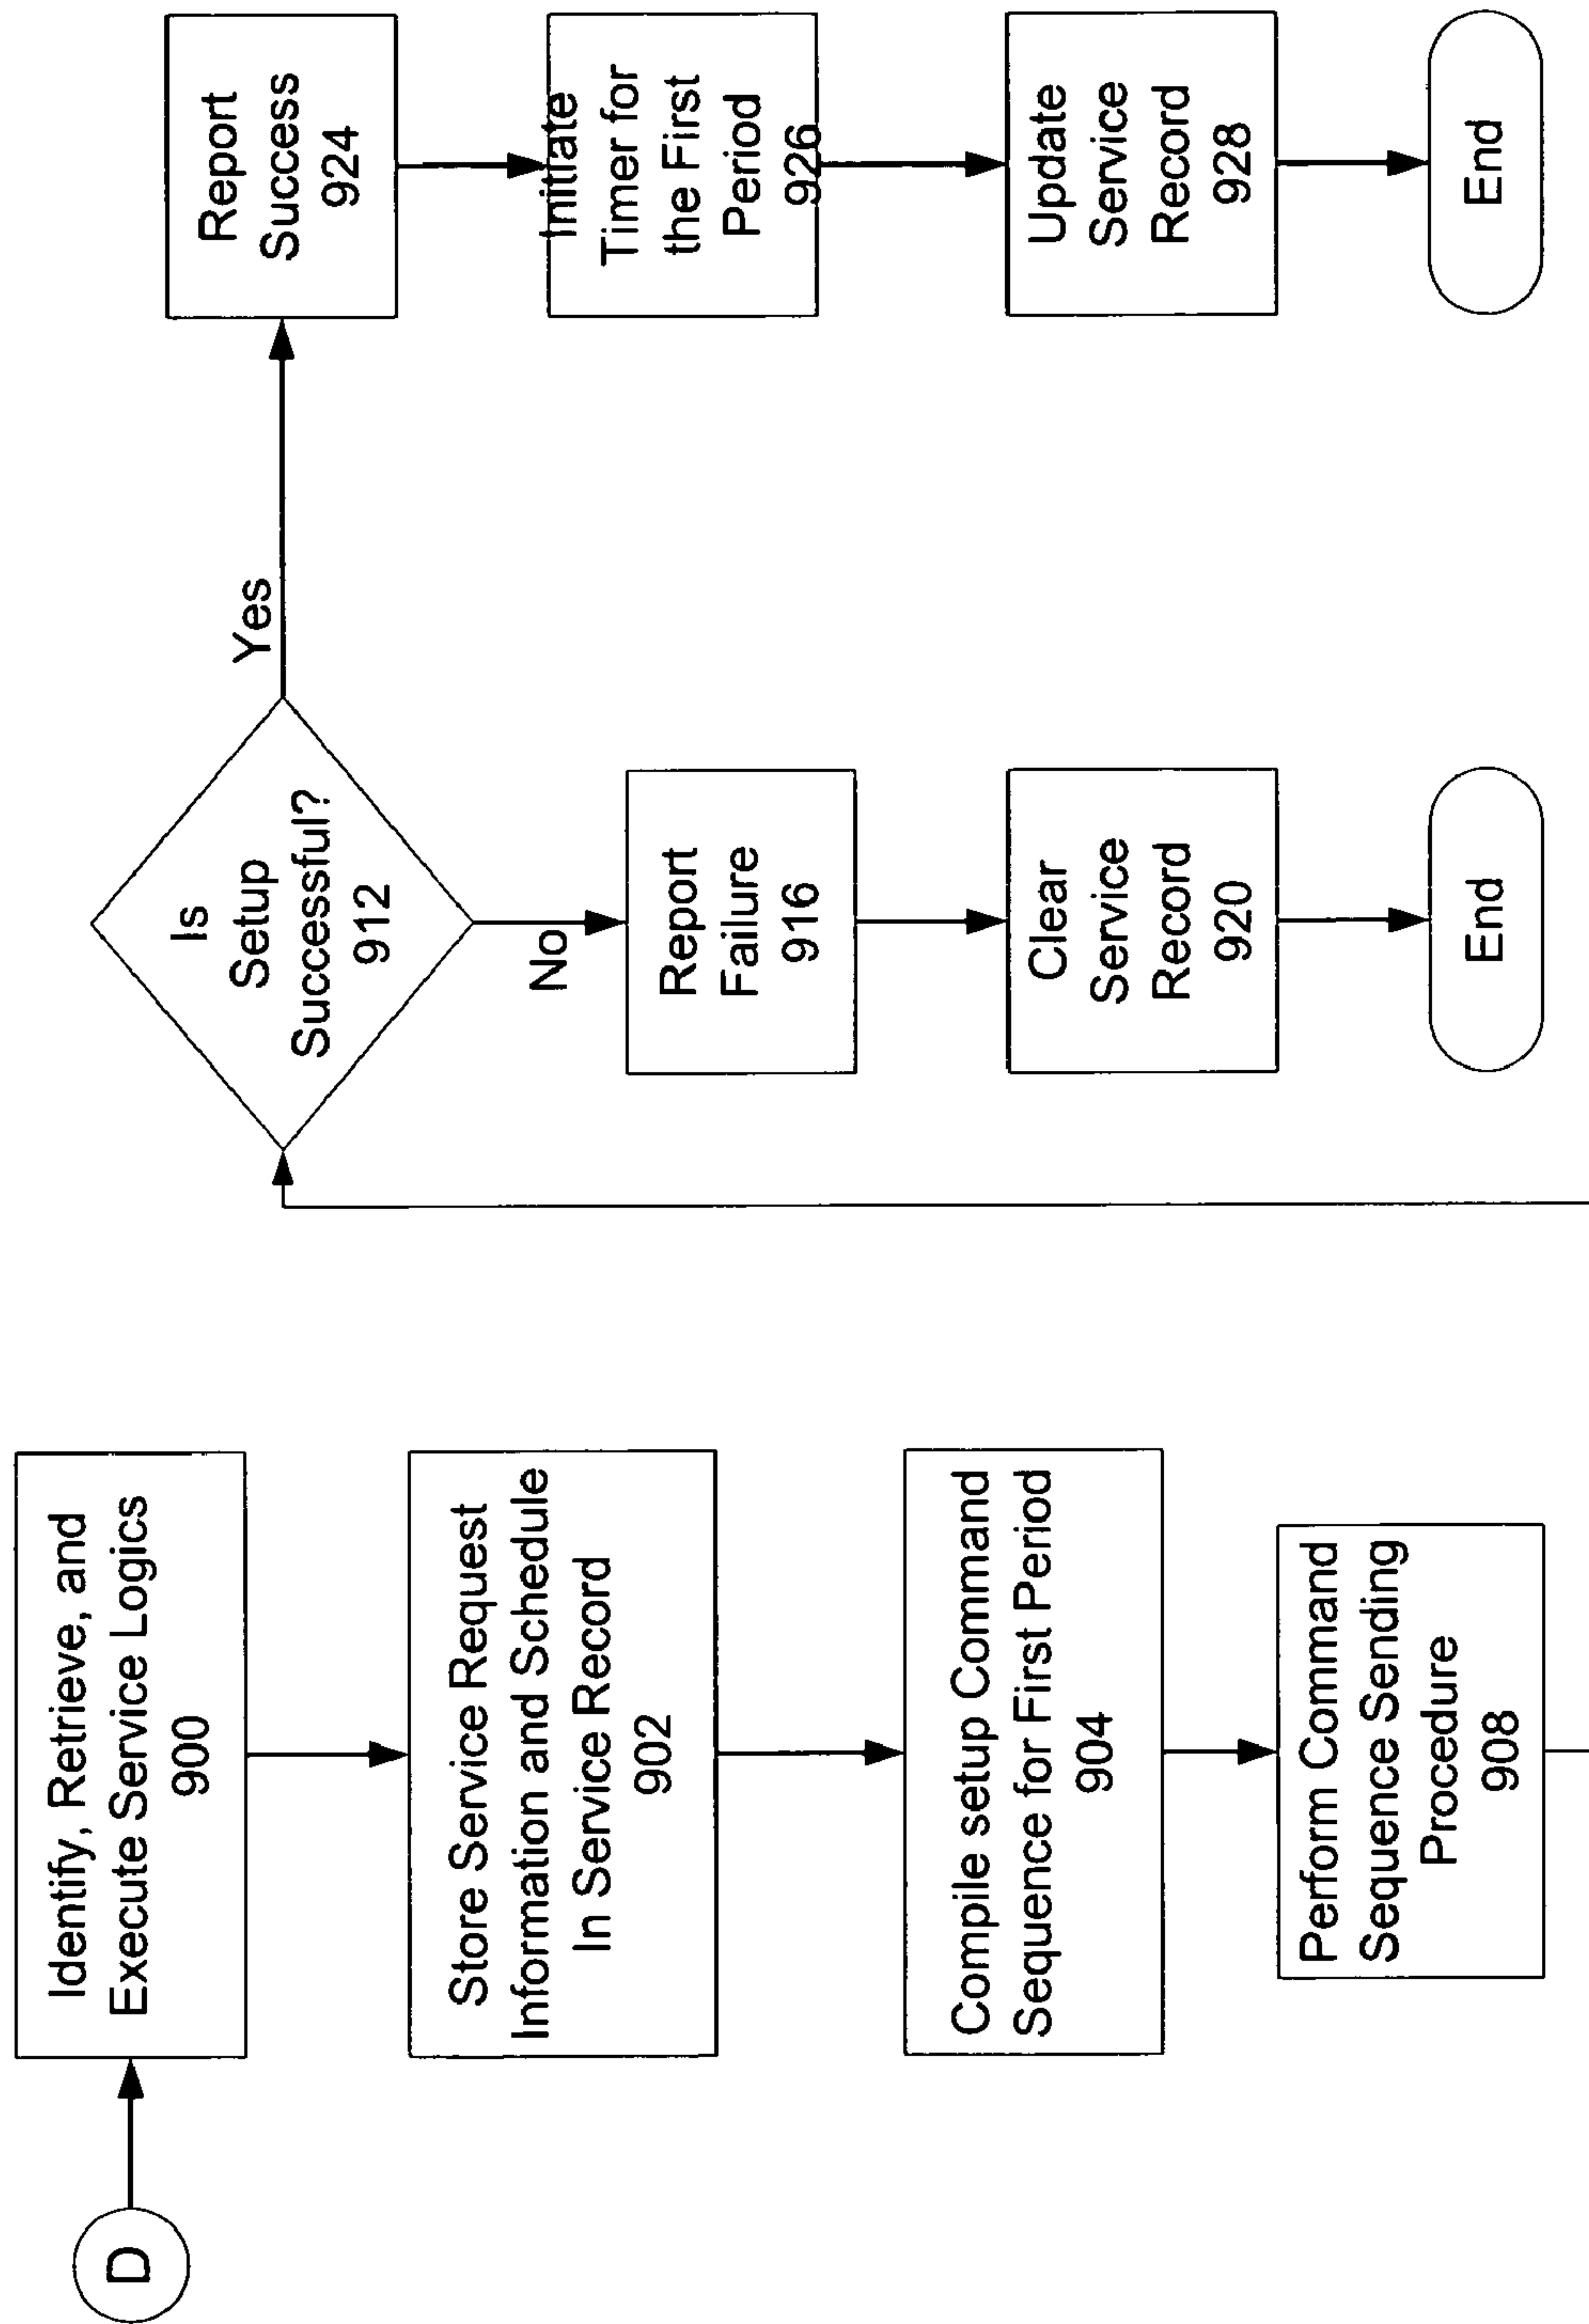 D
Identify, Retrieve, and
Execute Service Logics
900
Store Service Request
Information and Schedule
In Service Record
902
Compile setup Command
Sequence for First Period
904
Perform Command
Sequence Sending
Procedure
908
Is
Setup
Successful?
912
Yes
No
Report
Failure
916
Clear
Service
Record
920
End
Report
Success
924
Initiate
Timer for
the First
Period
926
Update
Service
Record
928
End